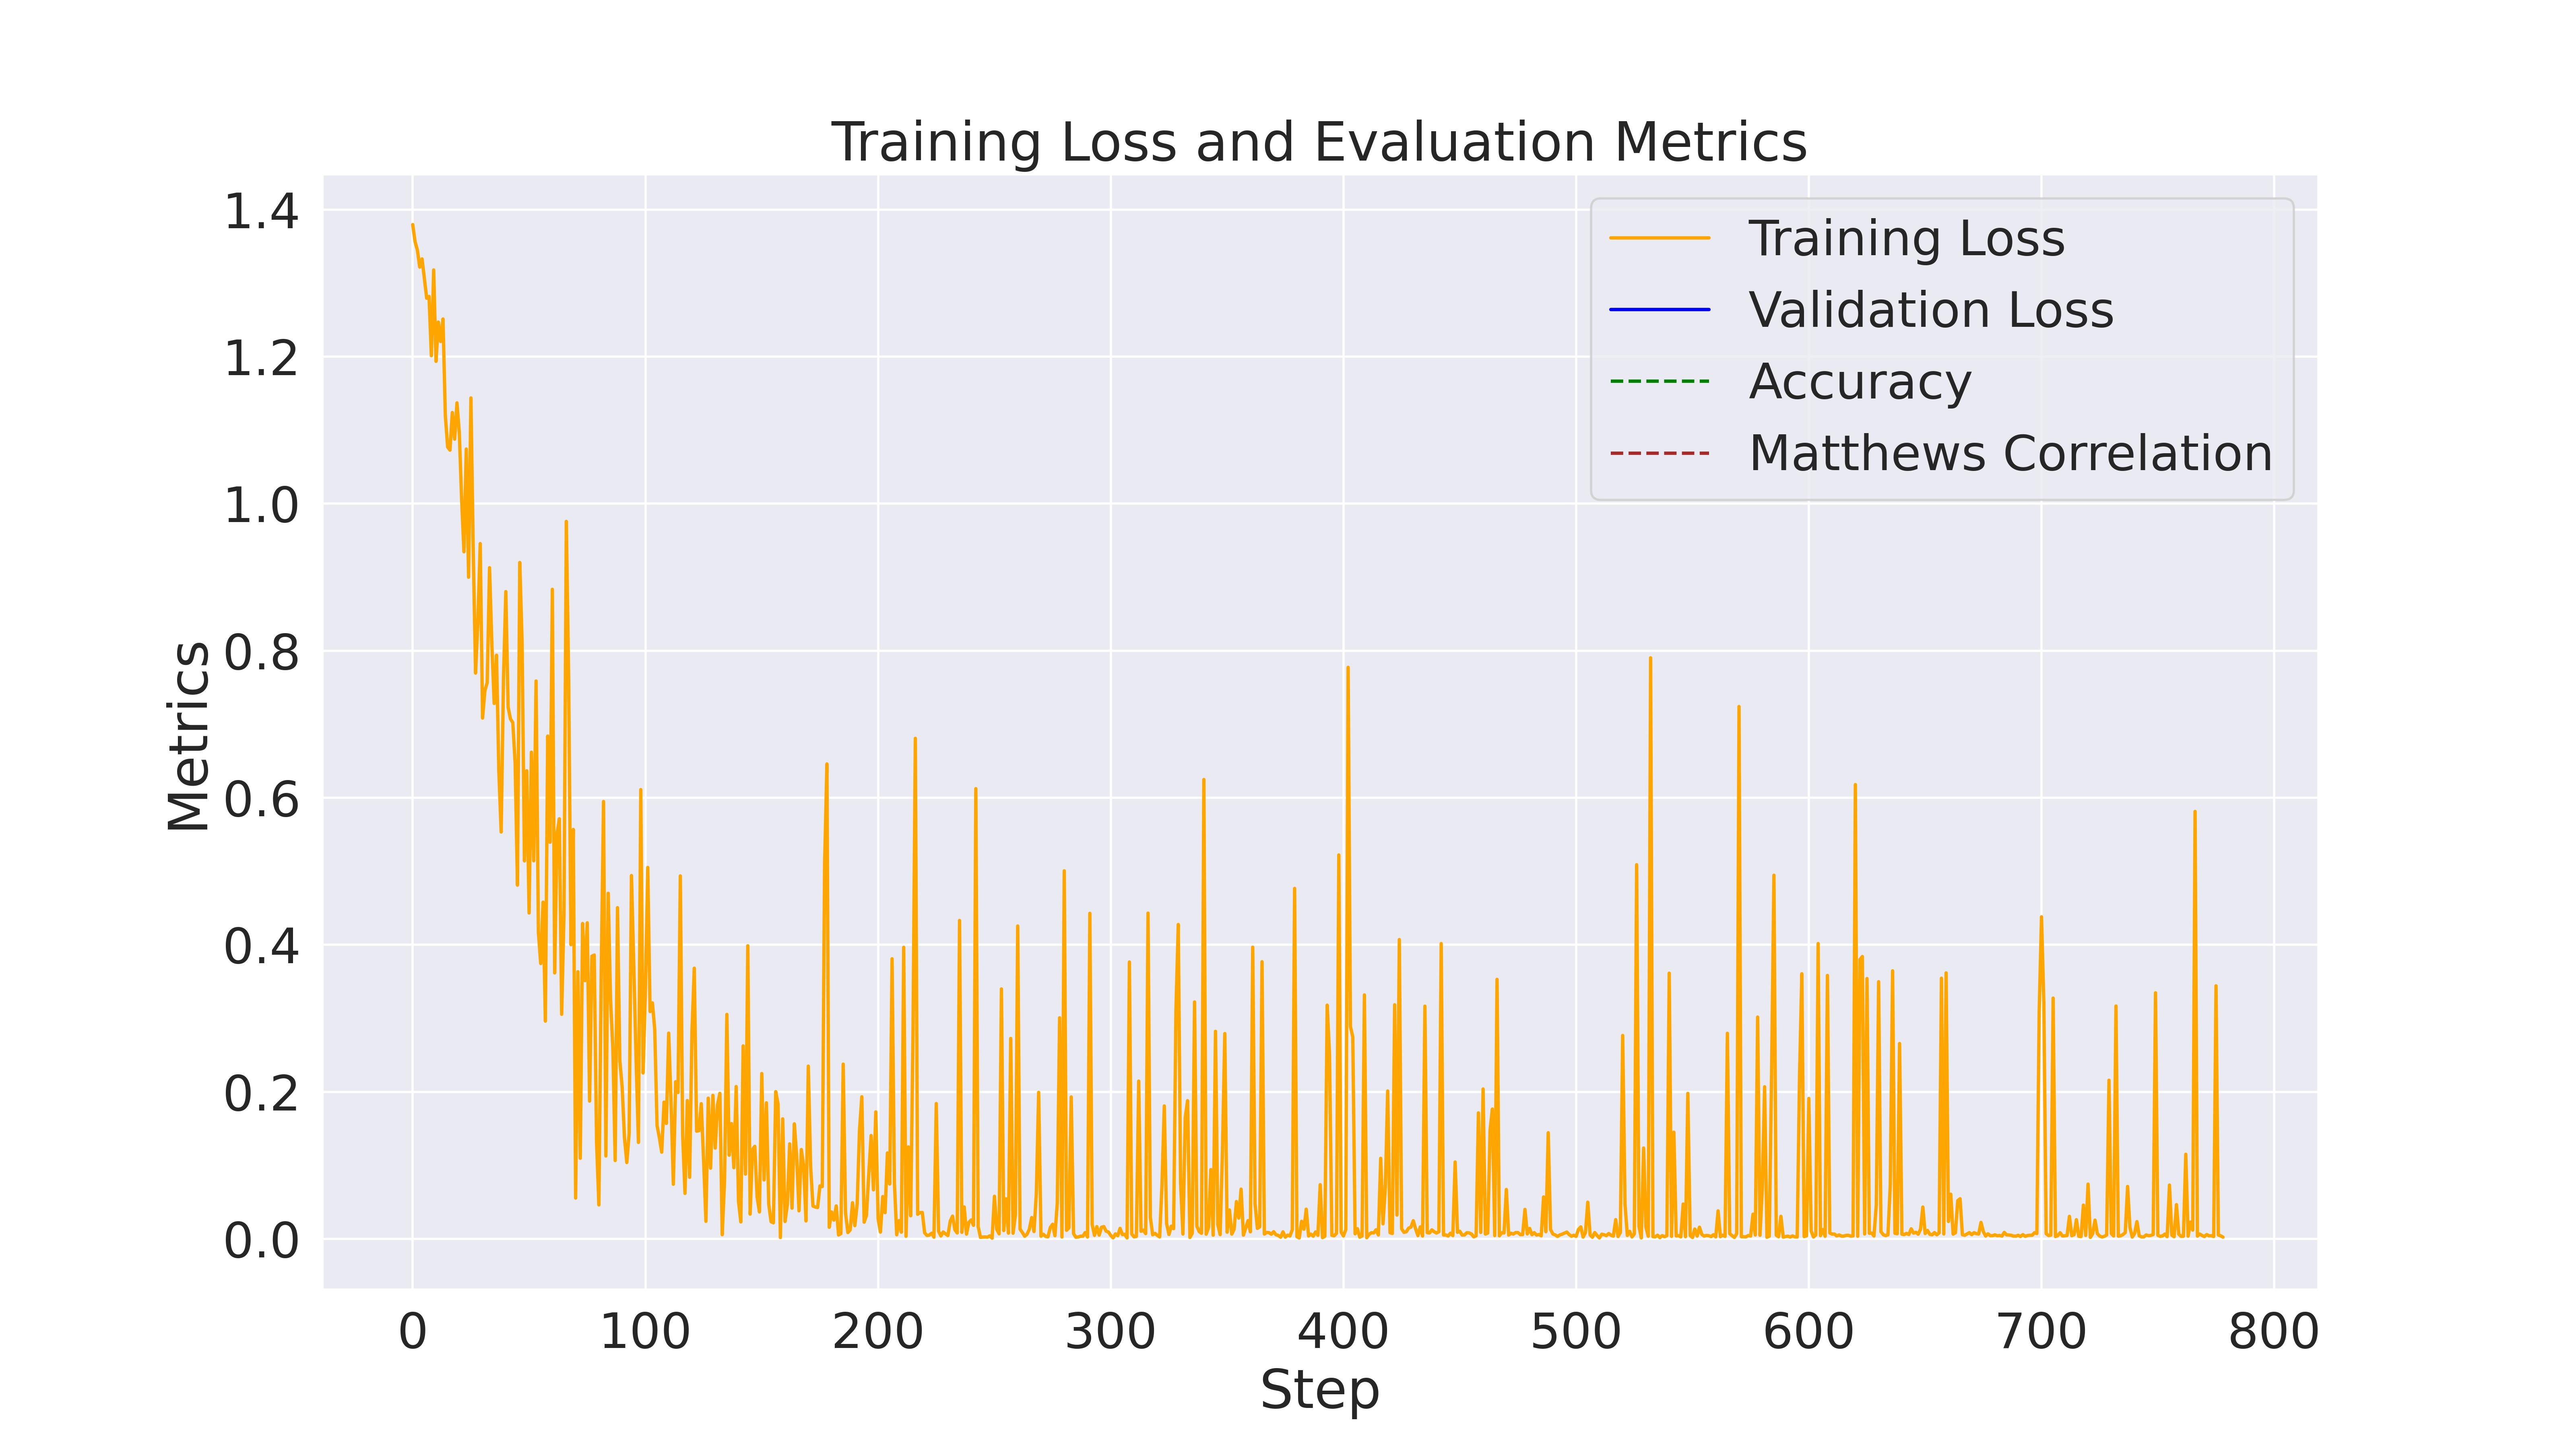 Training Loss and Evaluation Metrics
1.4
1.2
1.0
0.8
0.6
0.4
0.2
0.0
Metrics
Training Loss
Validation Loss
Accuracy
Matthews Correlation
0 100 200 300 400 500 600 700 800
Step